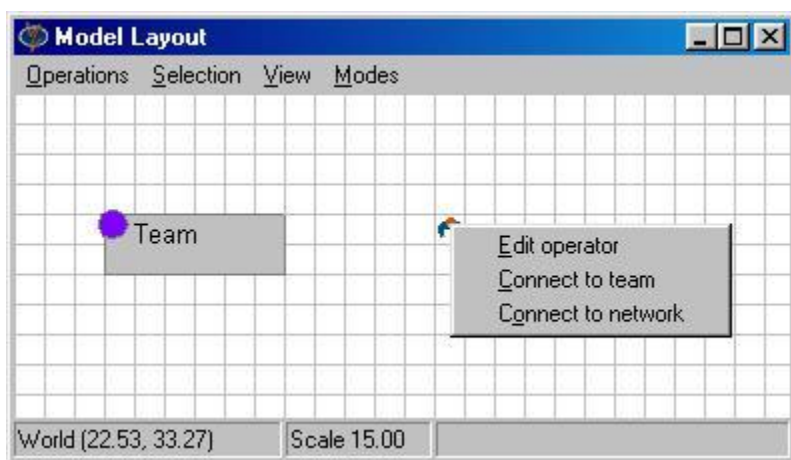 Model Layout
Operations Selection View Modes
Team
Edit operator
Connect to team
Connect to network
World (22.53, 33.27) Scale 15.00